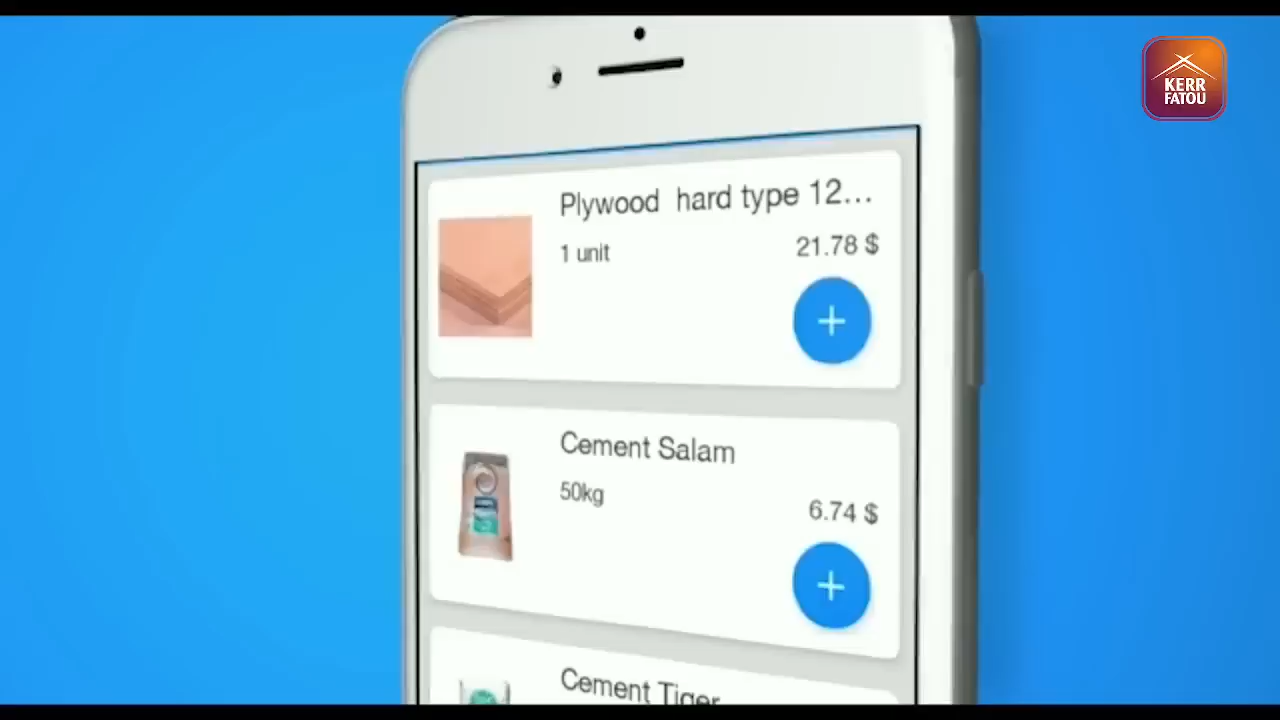 KERR
FATOU
Plywood hard type 12...
1 unit
21.78 $
+
Cement Salam
50kg
6.74 $
+
Cement Tiger